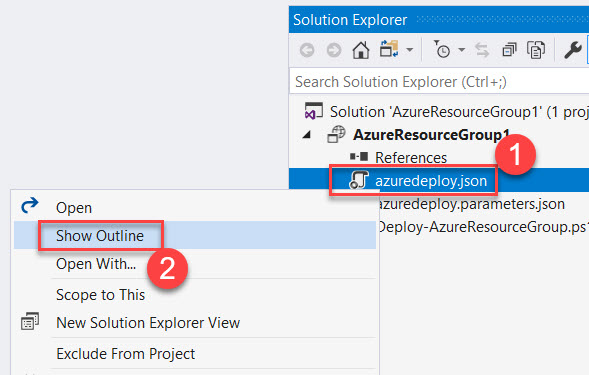 Solution Explorer
Search Solution Explorer (Ctrl+;)
Solution 'AzureResourceGroup1' (1 proj
AzureResourceGroup1
1
References
azuredeploy.json
azuredeploy.parameters.json
Deploy-AzureResourceGroup.ps1
Open
Show Outline
2
Open With...
Scope to This
New Solution Explorer View
Exclude From Project